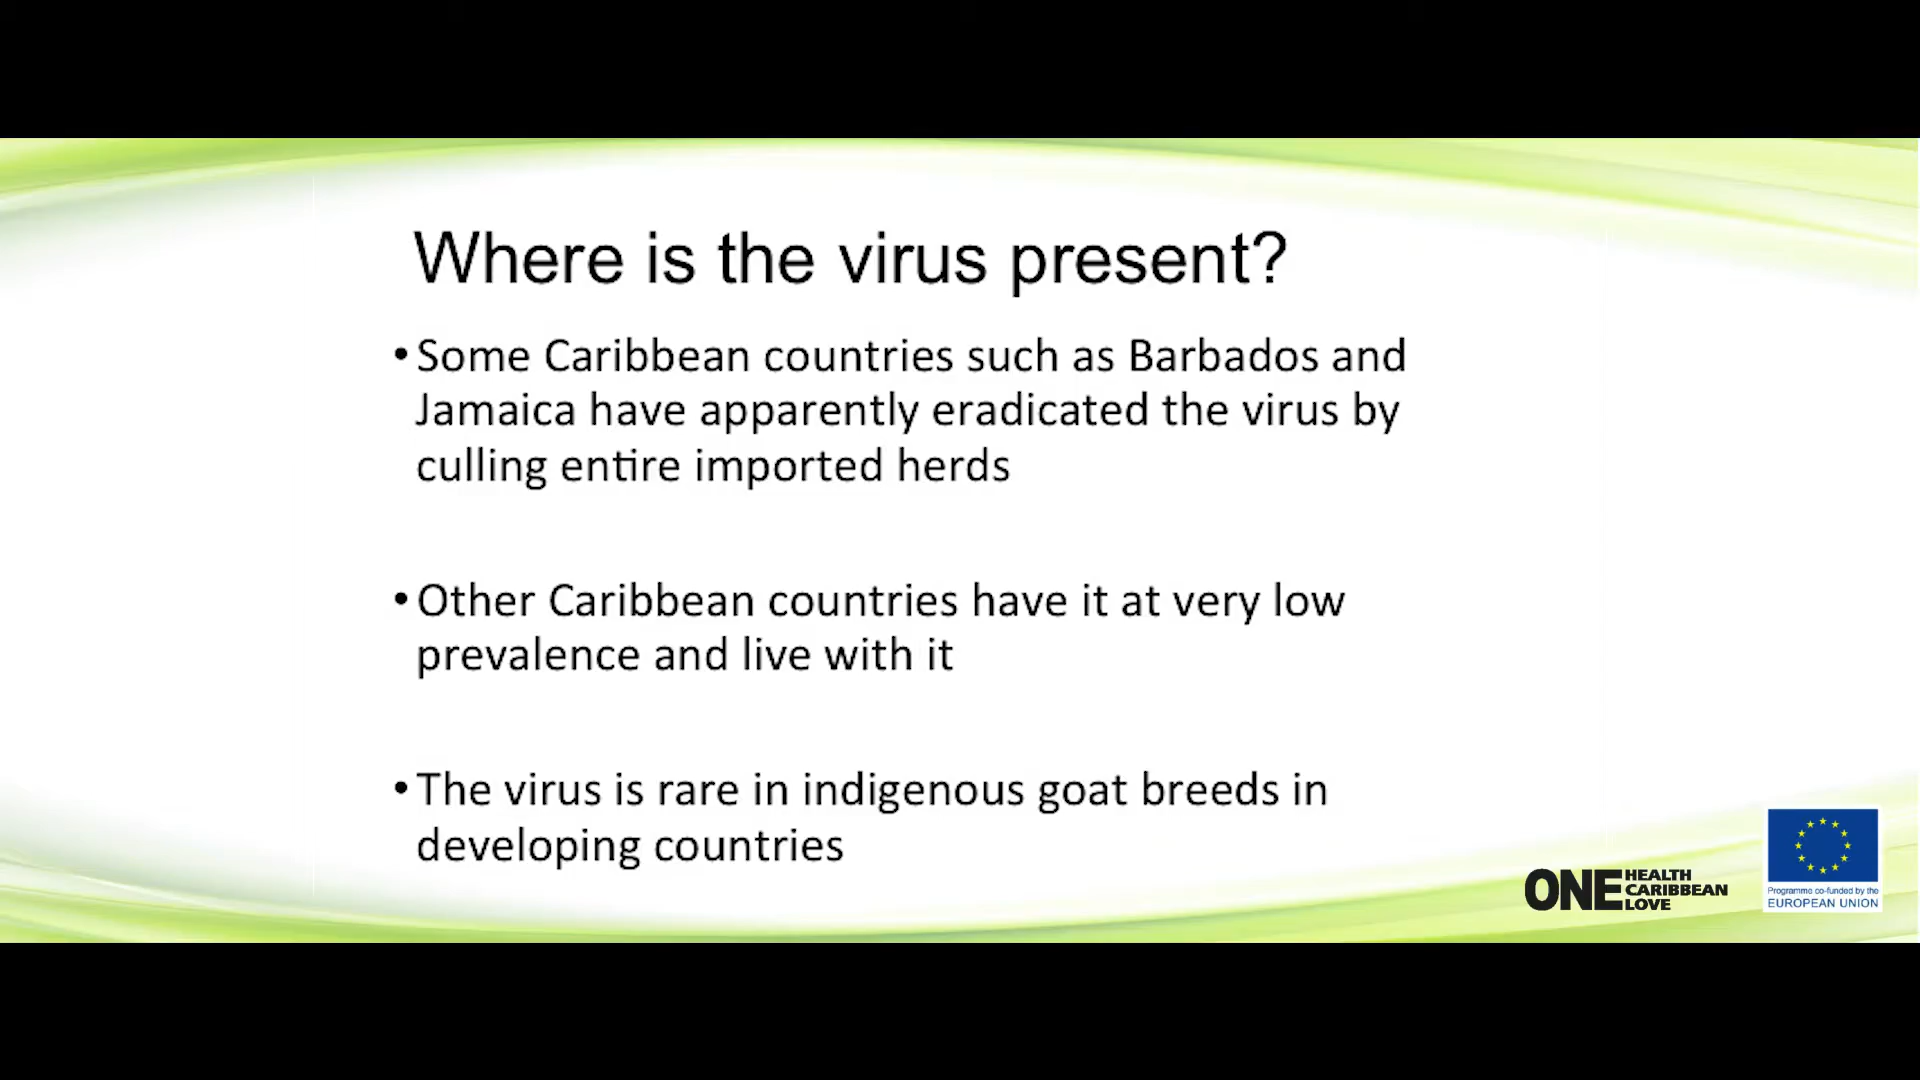 Where is the virus present?
• Some Caribbean countries such as Barbados and
Jamaica have apparently eradicated the virus by
culling entire imported herds
• Other Caribbean countries have it at very low
prevalence and live with it
• The virus is rare in indigenous goat breeds in
developing countries
ONE HEALTH
CARIBBEAN
LOVE
Programme co-funded by the
EUROPEAN UNION